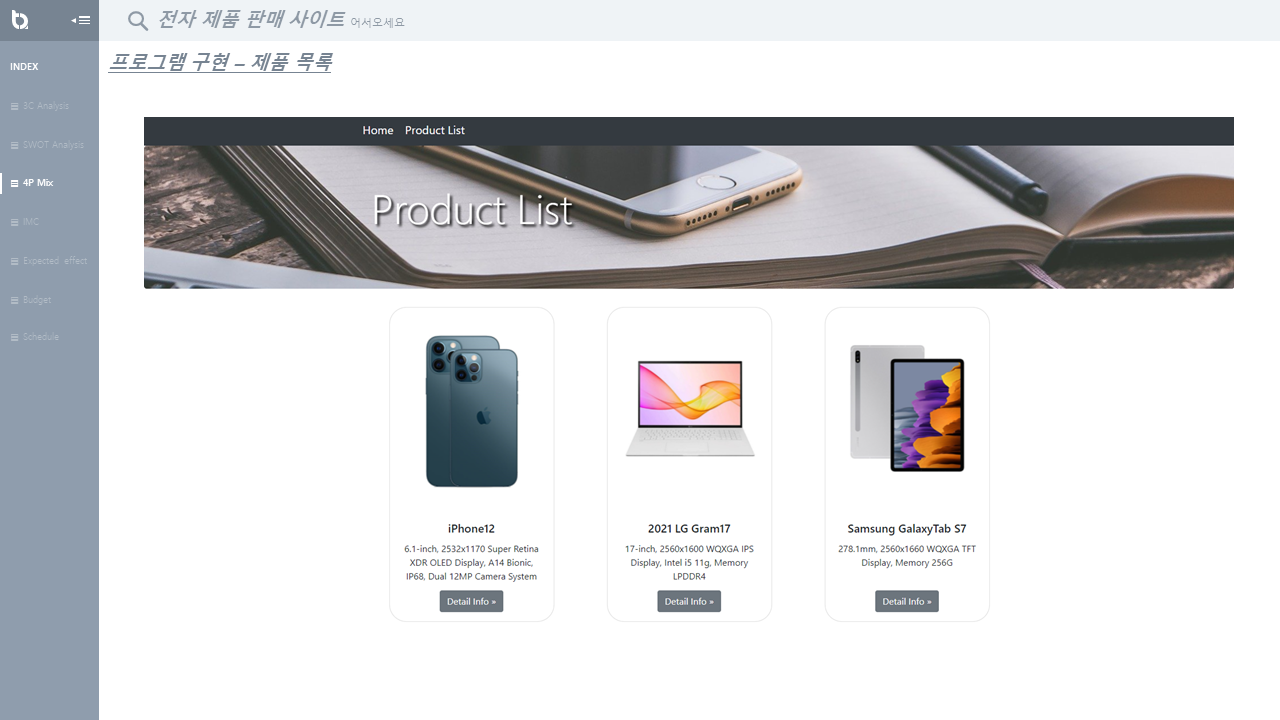 전자 제품 판매 사이트 어서오세요
INDEX
3C Analysis
SWOT Analysis
4P Mix
IMC
Expected effect
Budget
Schedule
프로그램 구현 – 제품 목록
Home Product List
Product List
iPhone12
6.1-inch, 2532x1170 Super Retina
XDR OLED Display, A14 Bionic,
IP68, Dual 12MP Camera System
Detail Info »
2021 LG Gram17
17-inch, 2560x1600 WQXGA IPS
Display, Intel i5 11g, Memory
LPDDR4
Detail Info »
Samsung GalaxyTab S7
278.1mm, 2560x1660 WQXGA TFT
Display, Memory 256G
Detail Info »